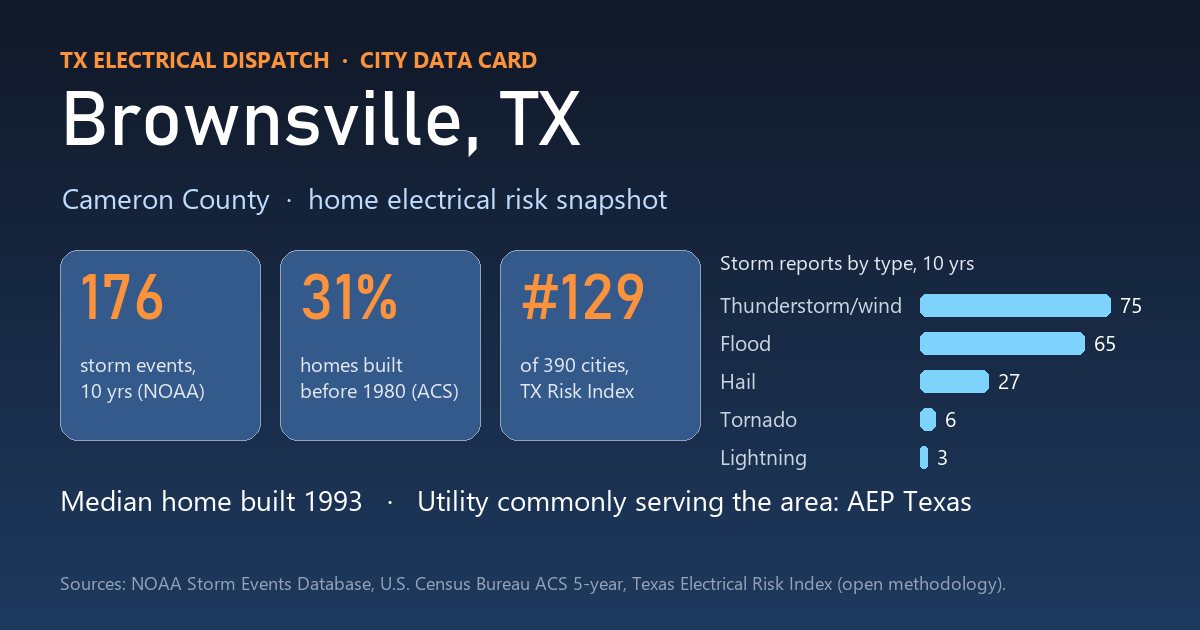 TX ELECTRICAL DISPATCH · CITY DATA CARD
Brownsville, TX
Cameron County · home electrical risk snapshot
176
storm events,
10 yrs (NOAA)
31%
homes built
before 1980 (ACS)
#129
of 390 cities,
TX Risk Index
Storm reports by type, 10 yrs
Thunderstorm/wind 75
Flood 65
Hail 27
Tornado 6
Lightning 3
Median home built 1993 · Utility commonly serving the area: AEP Texas
Sources: NOAA Storm Events Database, U.S. Census Bureau ACS 5-year, Texas Electrical Risk Index (open methodology).